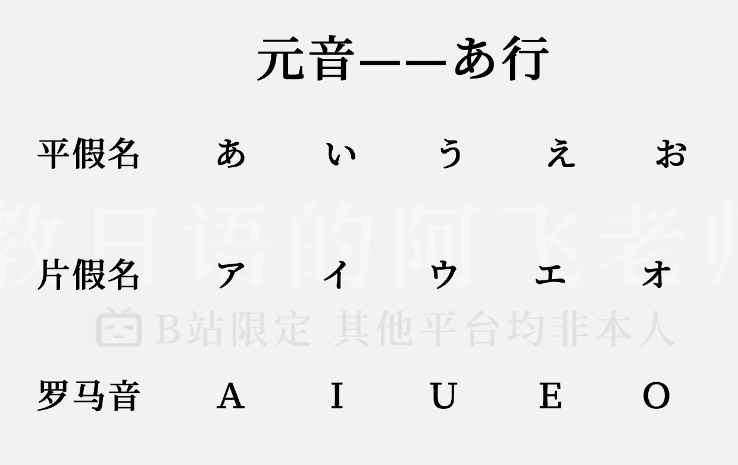 元音——あ行
平假名 あ い う え お
教日语的阿飞老师
片假名 ア イ ウ エ オ
B站限定 其他平台均非本人
罗马音 A I U E O